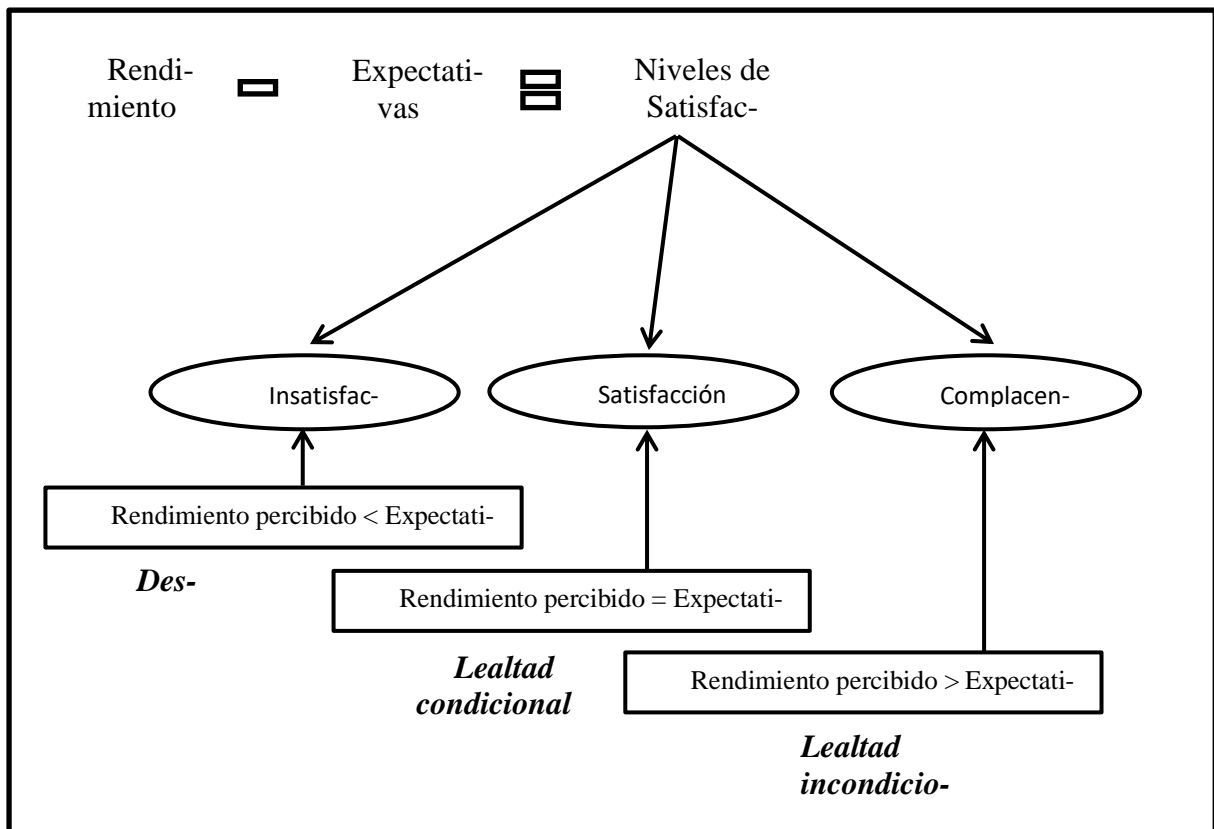 Rendi-
miento
Expectati-
vas
Niveles de
Satisfac-
Insatisfac-
Satisfacción
Complacen-
Rendimiento percibido < Expectati-
Des-
Rendimiento percibido = Expectati-
Lealtad
condicional
Rendimiento percibido > Expectati-
Lealtad
incondicio-